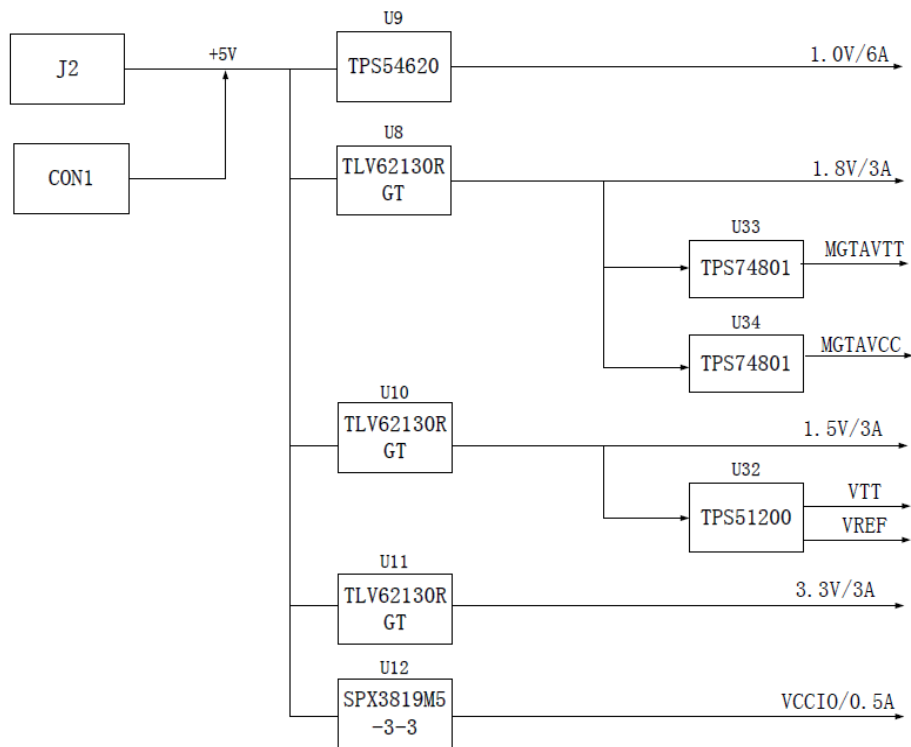 U9
J2
+5V
TPS54620
1.0V/6A
U8
CON1
TLV62130R
GT
1.8V/3A
U33
TPS74801
MGTAVTT
U34
TPS74801
MGTAVCC
U10
TLV62130R
GT
1.5V/3A
U32
TPS51200
VTT
VREF
U11
TLV62130R
GT
3.3V/3A
U12
SPX3819M5
-3-3
VCCIO/0.5A